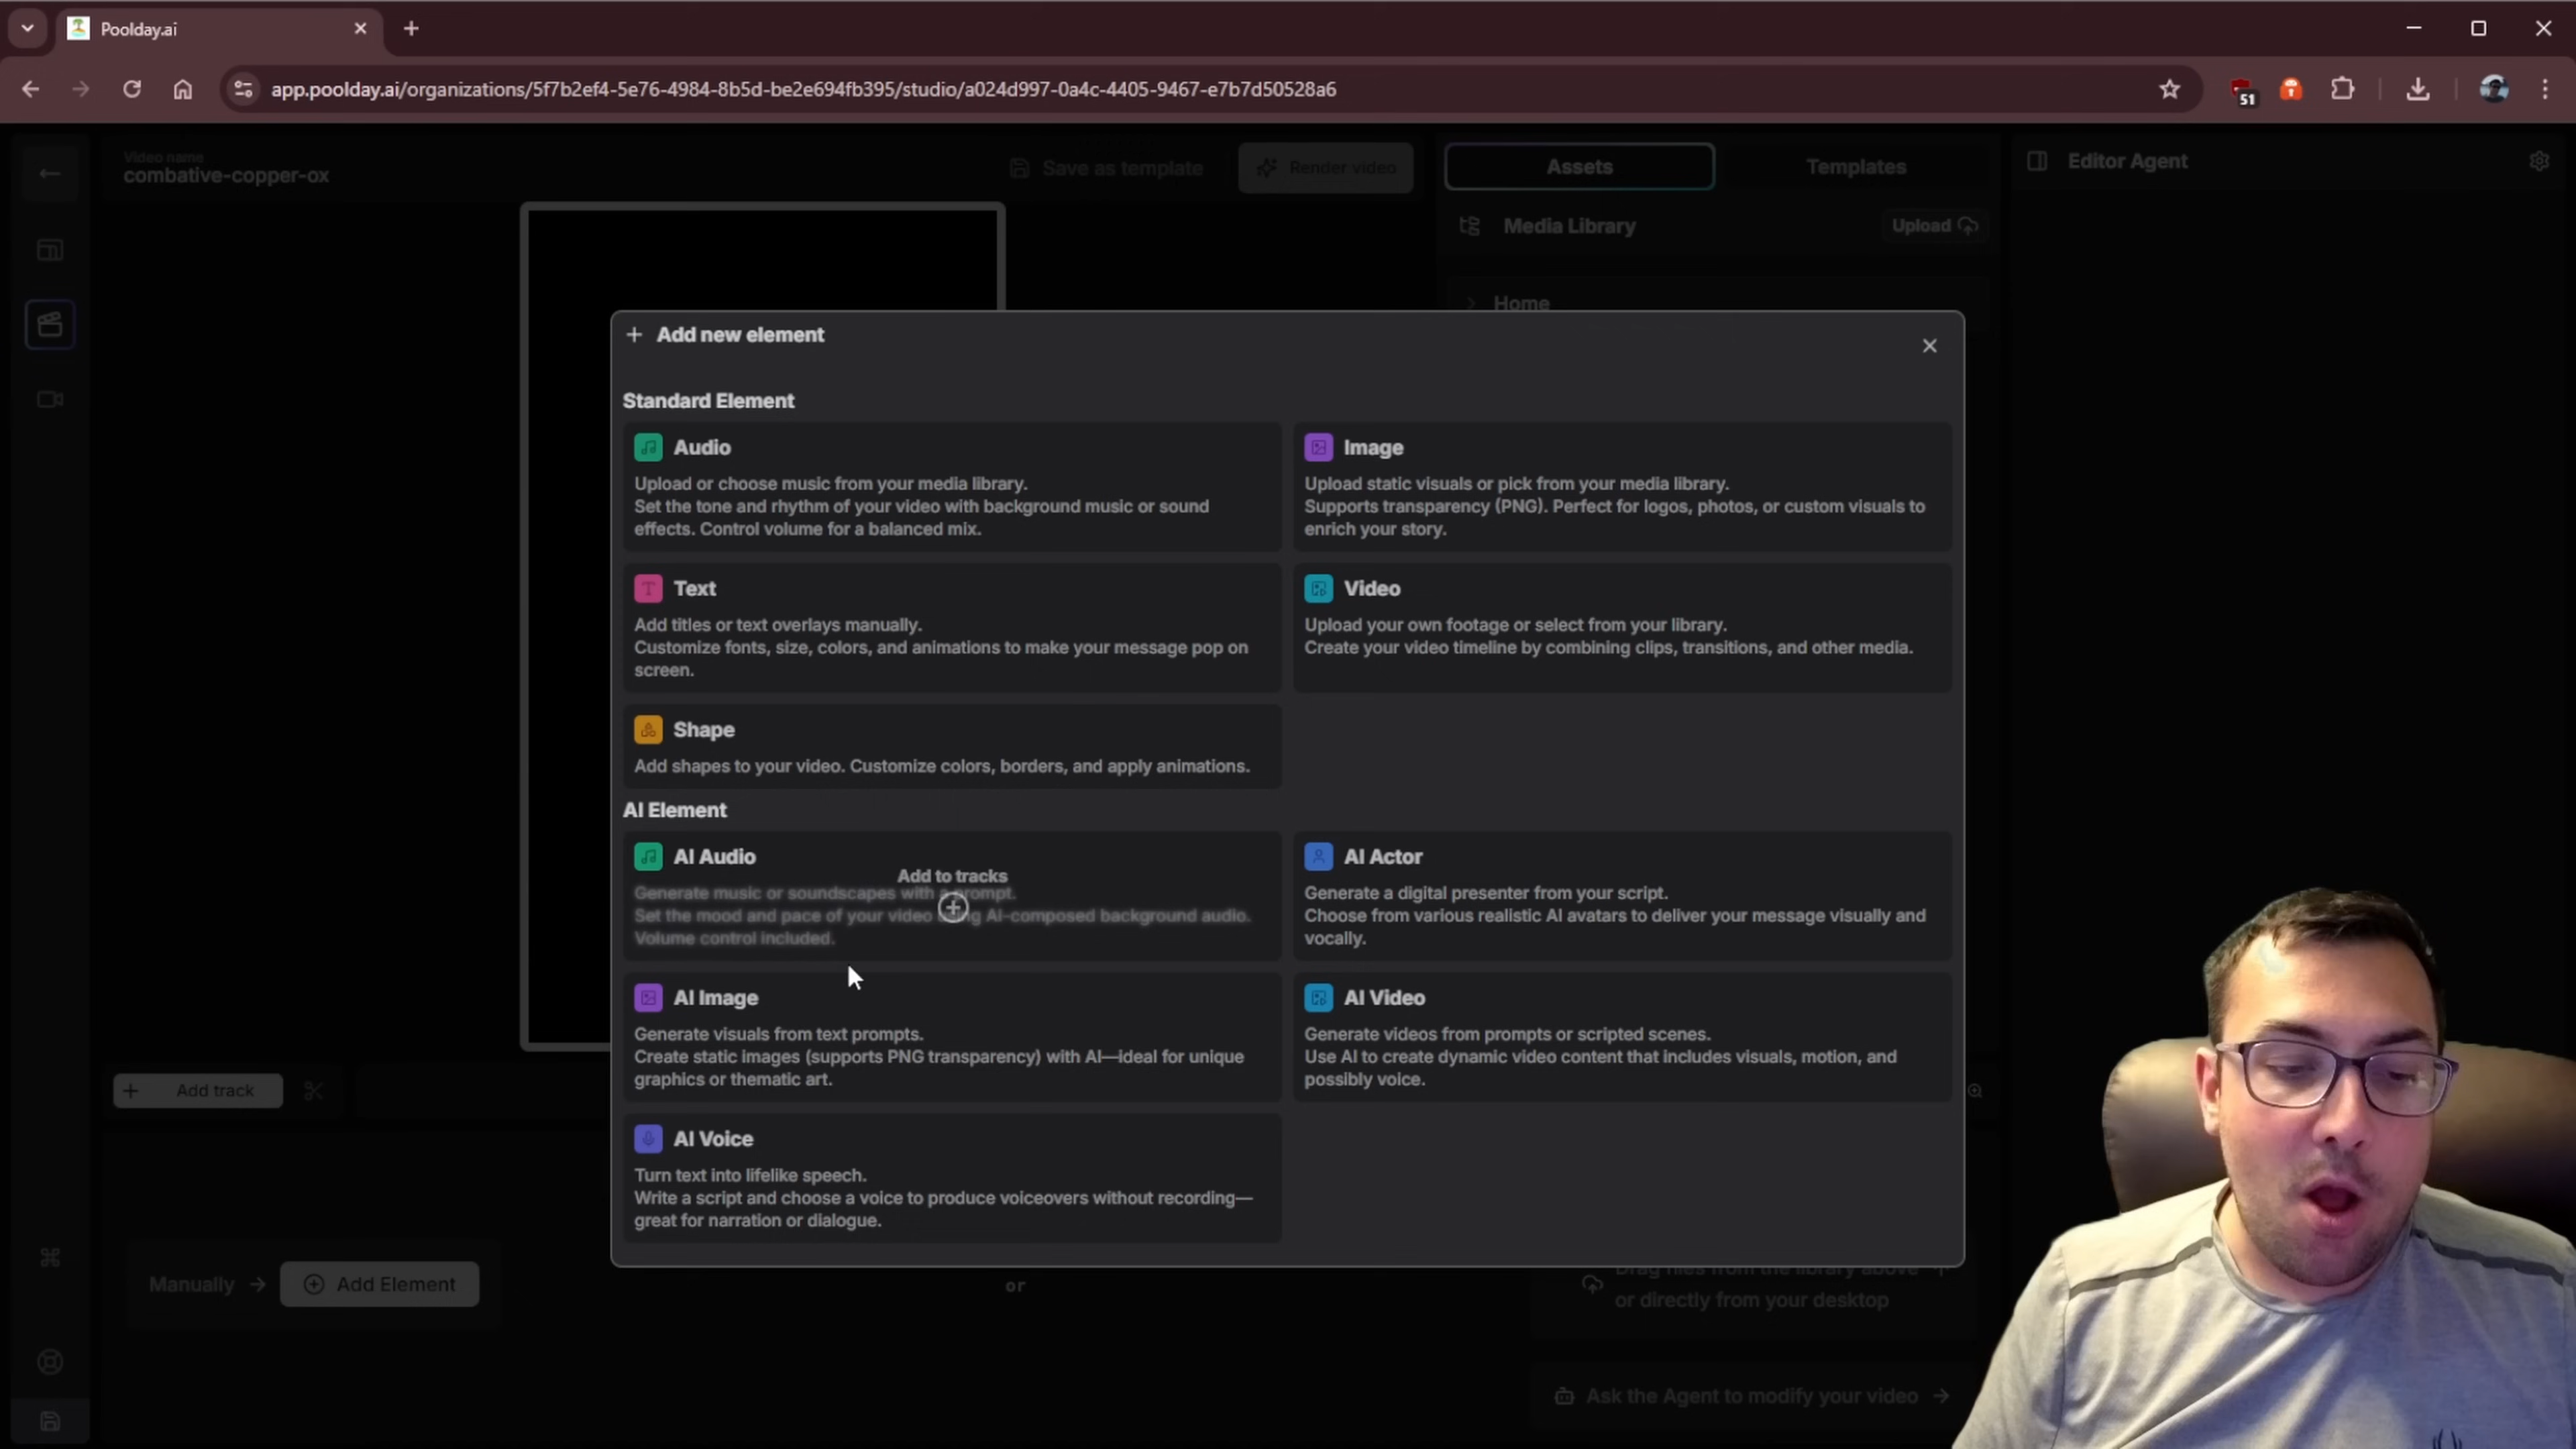 Poolday.ai
app.poolday.ai/organizations/5f7b2ef4-5e76-4984-8b5d-be2e694fb395/studio/a024d997-0a4c-4405-9467-e7b7d50528a6
51
Video name
combative-copper-ox
Save as template
Render video
Assets
Templates
Editor Agent
Media Library
Upload
Home
Add new element
Standard Element
Audio
Upload or choose music from your media library.
Set the tone and rhythm of your video with background music or sound
effects. Control volume for a balanced mix.
Image
Upload static visuals or pick from your media library.
Supports transparency (PNG). Perfect for logos, photos, or custom visuals to
enrich your story.
Text
Add titles or text overlays manually.
Customize fonts, size, colors, and animations to make your message pop on
screen.
Video
Upload your own footage or select from your library.
Create your video timeline by combining clips, transitions, and other media.
Shape
Add shapes to your video. Customize colors, borders, and apply animations.
AI Element
AI Audio
Add to tracks
Generate music or soundscapes with a prompt.
Set the mood and pace of your video AI-composed background audio.
Volume control included.
AI Actor
Generate a digital presenter from your script.
Choose from various realistic AI avatars to deliver your message visually and
vocally.
AI Image
Generate visuals from text prompts.
Create static images (supports PNG transparency) with AI—ideal for unique
graphics or thematic art.
AI Video
Generate videos from prompts or scripted scenes.
Use AI to create dynamic video content that includes visuals, motion, and
possibly voice.
AI Voice
Turn text into lifelike speech.
Write a script and choose a voice to produce voiceovers without recording—
great for narration or dialogue.
Add track
Manually
Add Element
or
Drag files from the library above
or directly from your desktop
Ask the Agent to modify your video